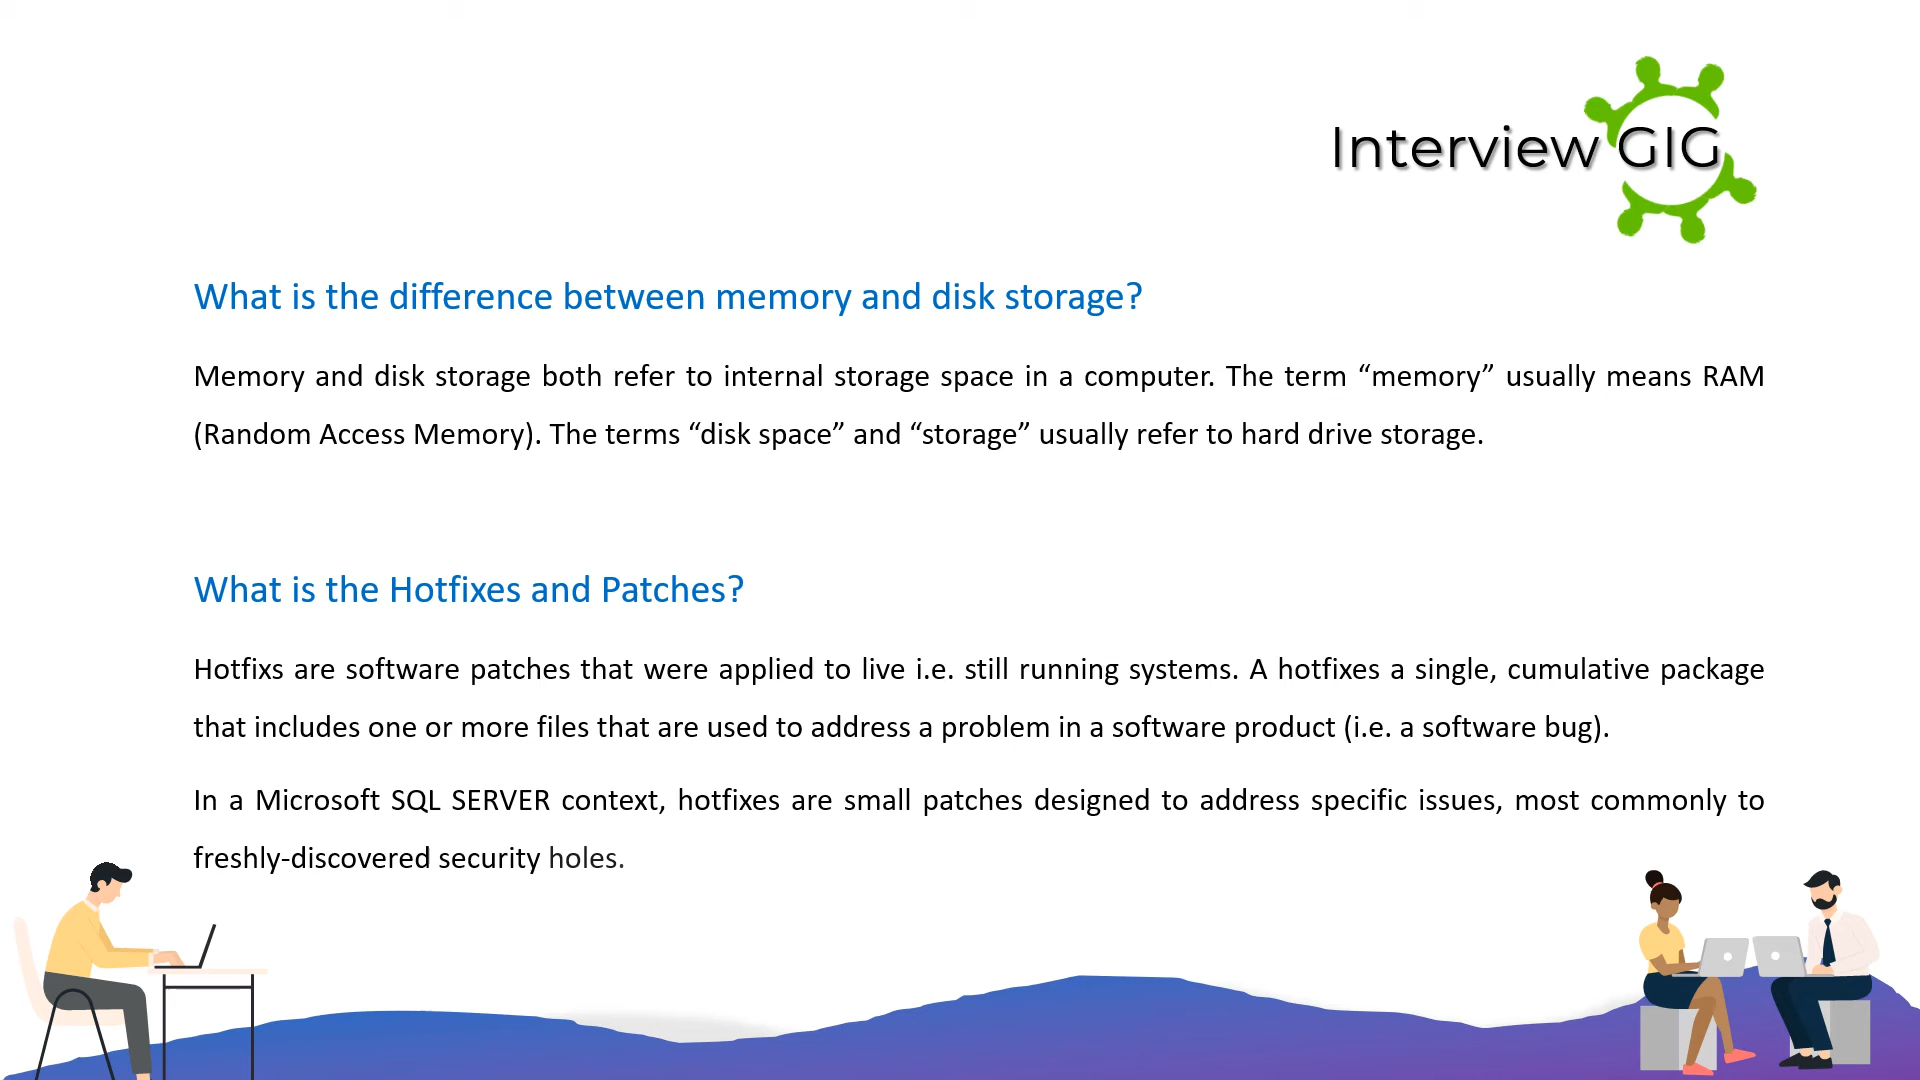 Interview GIG
What is the difference between memory and disk storage?
Memory and disk storage both refer to internal storage space in a computer. The term “memory” usually means RAM
(Random Access Memory). The terms “disk space” and “storage” usually refer to hard drive storage.
What is the Hotfixes and Patches?
Hotfixs are software patches that were applied to live i.e. still running systems. A hotfixes a single, cumulative package
that includes one or more files that are used to address a problem in a software product (i.e. a software bug).
In a Microsoft SQL SERVER context, hotfixes are small patches designed to address specific issues, most commonly to
freshly-discovered security holes.